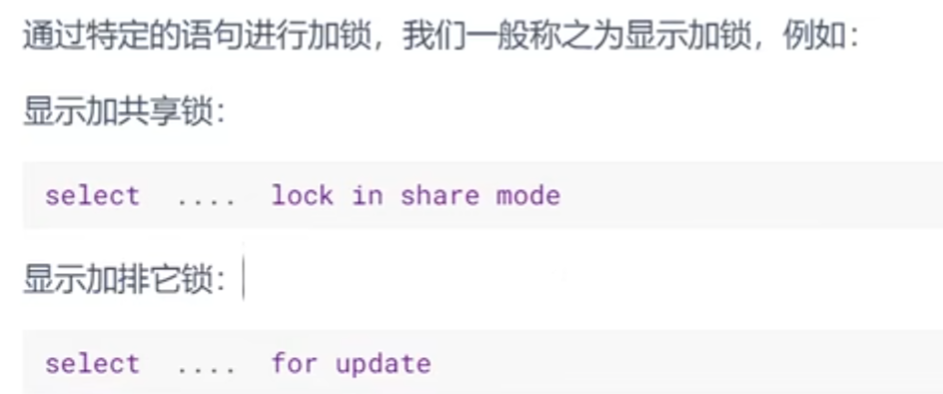 通过特定的语句进行加锁，我们一般称之为显示加锁，例如：
显示加共享锁：
select .... lock in share mode
显示加排它锁：
select .... for update